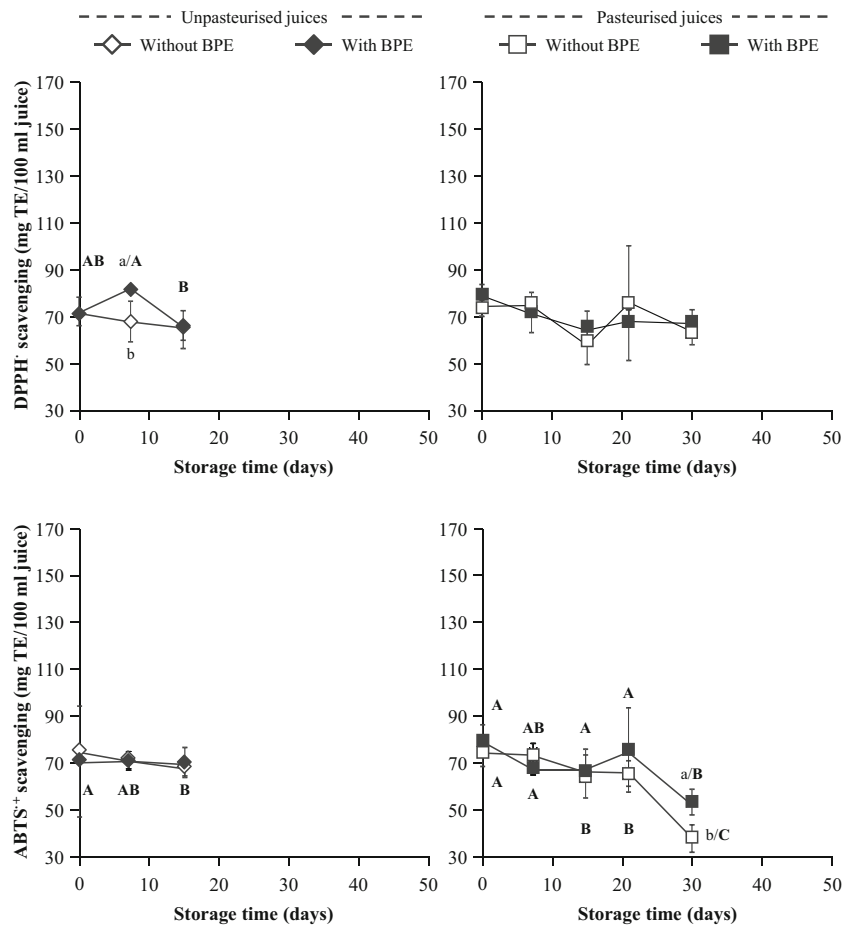 Unpasteurised juices
Pasteurised juices
Without BPE
With BPE
Without BPE
With BPE
DPPH· scavenging (mg TE/100 ml juice)
170
150
130
110
90
70
50
30
AB
a/A
B
b
0
10
20
30
40
50
Storage time (days)
170
150
130
110
90
70
50
30
0
10
20
30
40
50
Storage time (days)
ABTS·+ scavenging (mg TE/100 ml juice)
170
150
130
110
90
70
50
30
A
AB
B
0
10
20
30
40
50
Storage time (days)
170
150
130
110
90
70
50
30
A
AB
A
A
a/B
A
A
B
B
b/C
0
10
20
30
40
50
Storage time (days)